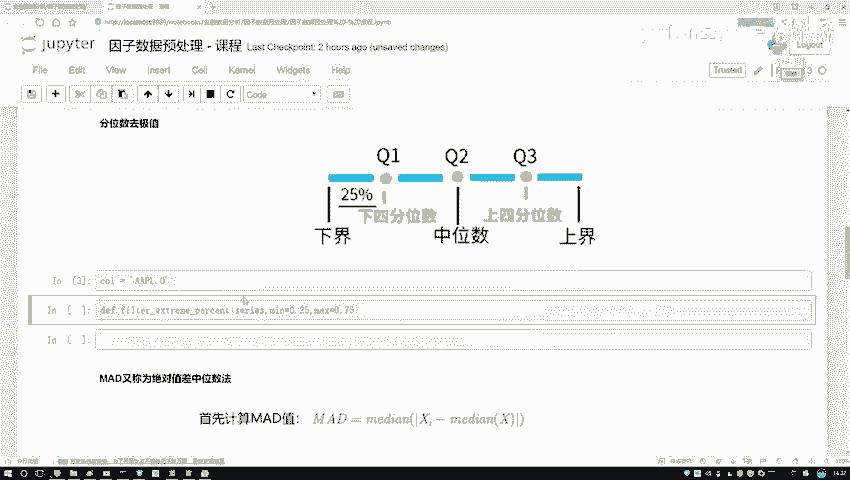 jupyter 因子数据预处理 - 课程 Last Checkpoint: 2 hours ago (unsaved changes)
Logout
File Edit View Insert Cell Kernel Widgets Help
Trusted
Code
分位数去极值
Q1 Q2 Q3
25%
下四分位数 上四分位数
下界 中位数 上界
In [3]: col = 'AAPL.O'
In [ ]: def filter_extreme_percent(series,min=0.25,max=0.75
In [ ]:
MAD又称为绝对值差中位数法
首先计算MAD值: MAD = median(|Xi − median(X)|)
14:37